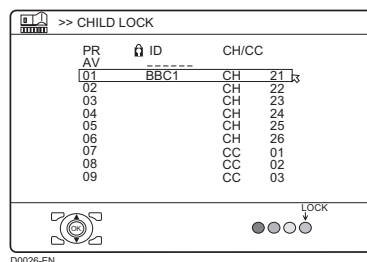 >> CHILD LOCK
PR ID CH/CC
AV ------
01 BBC1 CH 21
02 CH 22
03 CH 23
04 CH 24
05 CH 25
06 CH 26
07 CC 01
08 CC 02
09 CC 03
LOCK
OK
D0026-EN